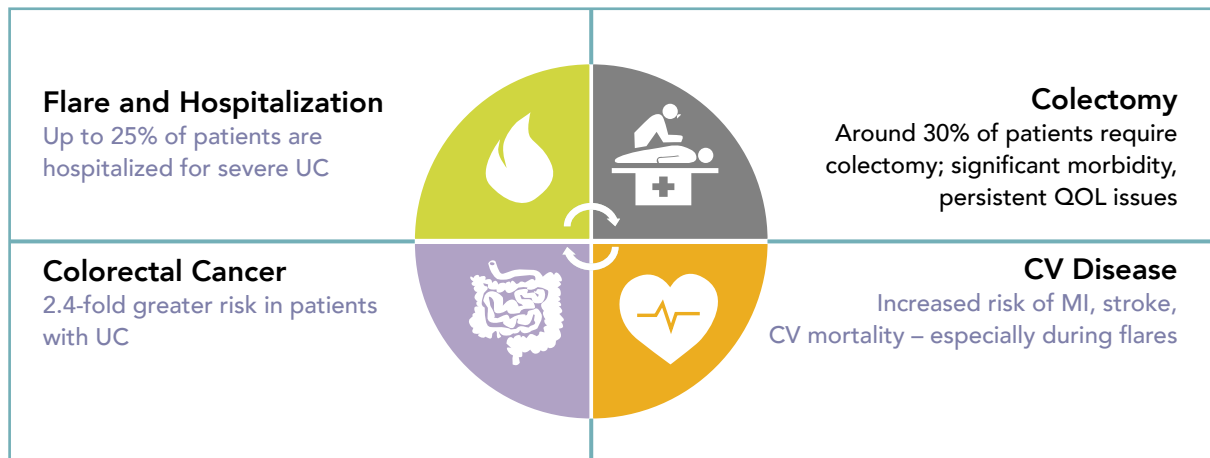 Flare and Hospitalization
Up to 25% of patients are
hospitalized for severe UC
Colectomy
Around 30% of patients require
colectomy; significant morbidity,
persistent QOL issues
Colorectal Cancer
2.4-fold greater risk in patients
with UC
CV Disease
Increased risk of MI, stroke,
CV mortality – especially during flares